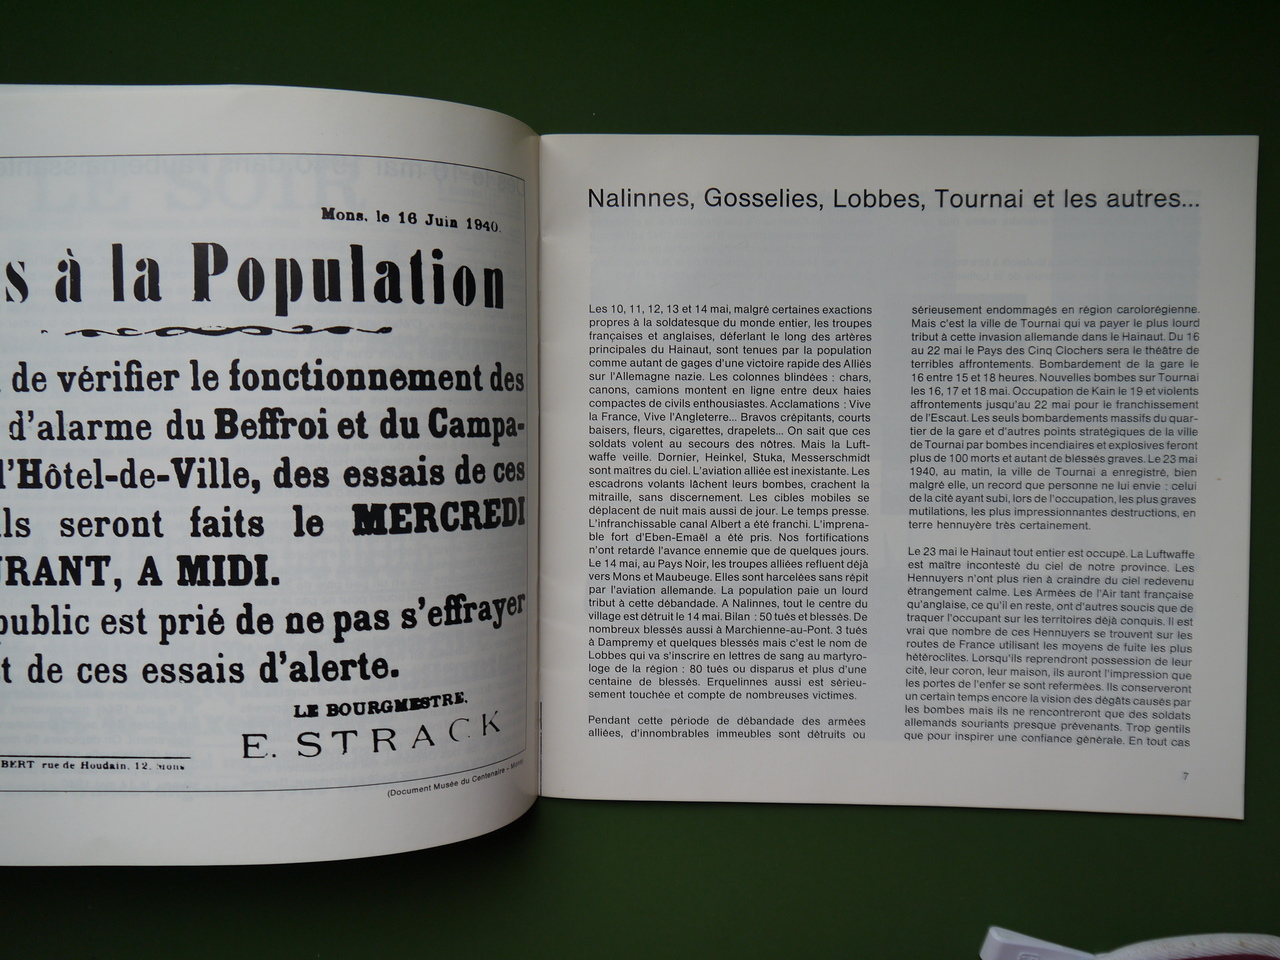 Mons, le 16 Juin 1940.
s à la Population
de vérifier le fonctionnement des
d'alarme du Beffroi et du Campa-
l'Hôtel-de-Ville, des essais de ces
ils seront faits le MERCREDI
RANT, A MIDI.
public est prié de ne pas s'effrayer
t de ces essais d'alerte.
LE BOURGMESTRE,
E. STRACK
BERT rue de Houdain, 12, Mons
(Document Musée du Centenaire - Mons)
Nalinnes, Gosselies, Lobbes, Tournai et les autres...
Les 10, 11, 12, 13 et 14 mai, malgré certaines exactions
propres à la soldatesque du monde entier, les troupes
françaises et anglaises, déferlant le long des artères
principales du Hainaut, sont tenues par la population
comme autant de gages d'une victoire rapide des Alliés
sur l'Allemagne nazie. Les colonnes blindées : chars,
canons, camions montent en ligne entre deux haies
compactes de civils enthousiastes. Acclamations : Vive
la France, Vive l'Angleterre... Bravos crépitants, courts
baisers, fleurs, cigarettes, drapelets... On sait que ces
soldats volent au secours des nôtres. Mais la Luft-
waffe veille. Dornier, Heinkel, Stuka, Messerschmidt
sont maîtres du ciel. L'aviation alliée est inexistante. Les
escadrons volants lâchent leurs bombes, crachent la
mitraille, sans discernement. Les cibles mobiles se
déplacent de nuit mais aussi de jour. Le temps presse.
L'infranchissable canal Albert a été franchi. L'imprena-
ble fort d'Eben-Emaël a été pris. Nos fortifications
n'ont retardé l'avance ennemie que de quelques jours.
Le 14 mai, au Pays Noir, les troupes alliées refluent déjà
vers Mons et Maubeuge. Elles sont harcelées sans répit
par l'aviation allemande. La population paie un lourd
tribut à cette débandade. A Nalinnes, tout le centre du
village est détruit le 14 mai. Bilan : 50 tués et blessés. De
nombreux blessés aussi à Marchienne-au-Pont. 3 tués
à Dampremy et quelques blessés mais c'est le nom de
Lobbes qui va s'inscrire en lettres de sang au martyro-
loge de la région : 80 tués ou disparus et plus d'une
centaine de blessés. Erquelinnes aussi est sérieu-
sement touchée et compte de nombreuses victimes.
Pendant cette période de débandade des armées
alliées, d'innombrables immeubles sont détruits ou
sérieusement endommagés en région carolorégienne.
Mais c'est la ville de Tournai qui va payer le plus lourd
tribut à cette invasion allemande dans le Hainaut. Du 16
au 22 mai le Pays des Cinq Clochers sera le théâtre de
terribles affrontements. Bombardement de la gare le
16 entre 15 et 18 heures. Nouvelles bombes sur Tournai
les 16, 17 et 18 mai. Occupation de Kain le 19 et violents
affrontements jusqu'au 22 mai pour le franchissement
de l'Escaut. Les seuls bombardements massifs du quar-
tier de la gare et d'autres points stratégiques de la ville
de Tournai par bombes incendiaires et explosives feront
plus de 100 morts et autant de blessés graves. Le 23 mai
1940, au matin, la ville de Tournai a enregistré, bien
malgré elle, un record que personne ne lui envie : celui
de la cité ayant subi, lors de l'occupation, les plus graves
mutilations, les plus impressionnantes destructions, en
terre hennuyère très certainement.
Le 23 mai le Hainaut tout entier est occupé. La Luftwaffe
est maître incontesté du ciel de notre province. Les
Hennuyers n'ont plus rien à craindre du ciel redevenu
étrangement calme. Les Armées de l'Air tant française
qu'anglaise, ce qu'il en reste, ont d'autres soucis que de
traquer l'occupant sur les territoires déjà conquis. Il est
vrai que nombre de ces Hennuyers se trouvent sur les
routes de France utilisant les moyens de fuite les plus
hétéroclites. Lorsqu'ils reprendront possession de leur
cité, leur coron, leur maison, ils auront l'impression que
les portes de l'enfer se sont refermées. Ils conserveront
un certain temps encore la vision des dégâts causés par
les bombes mais ils ne rencontreront que des soldats
allemands souriants presque prévenants. Trop gentils
que pour inspirer une confiance générale. En tout cas
7